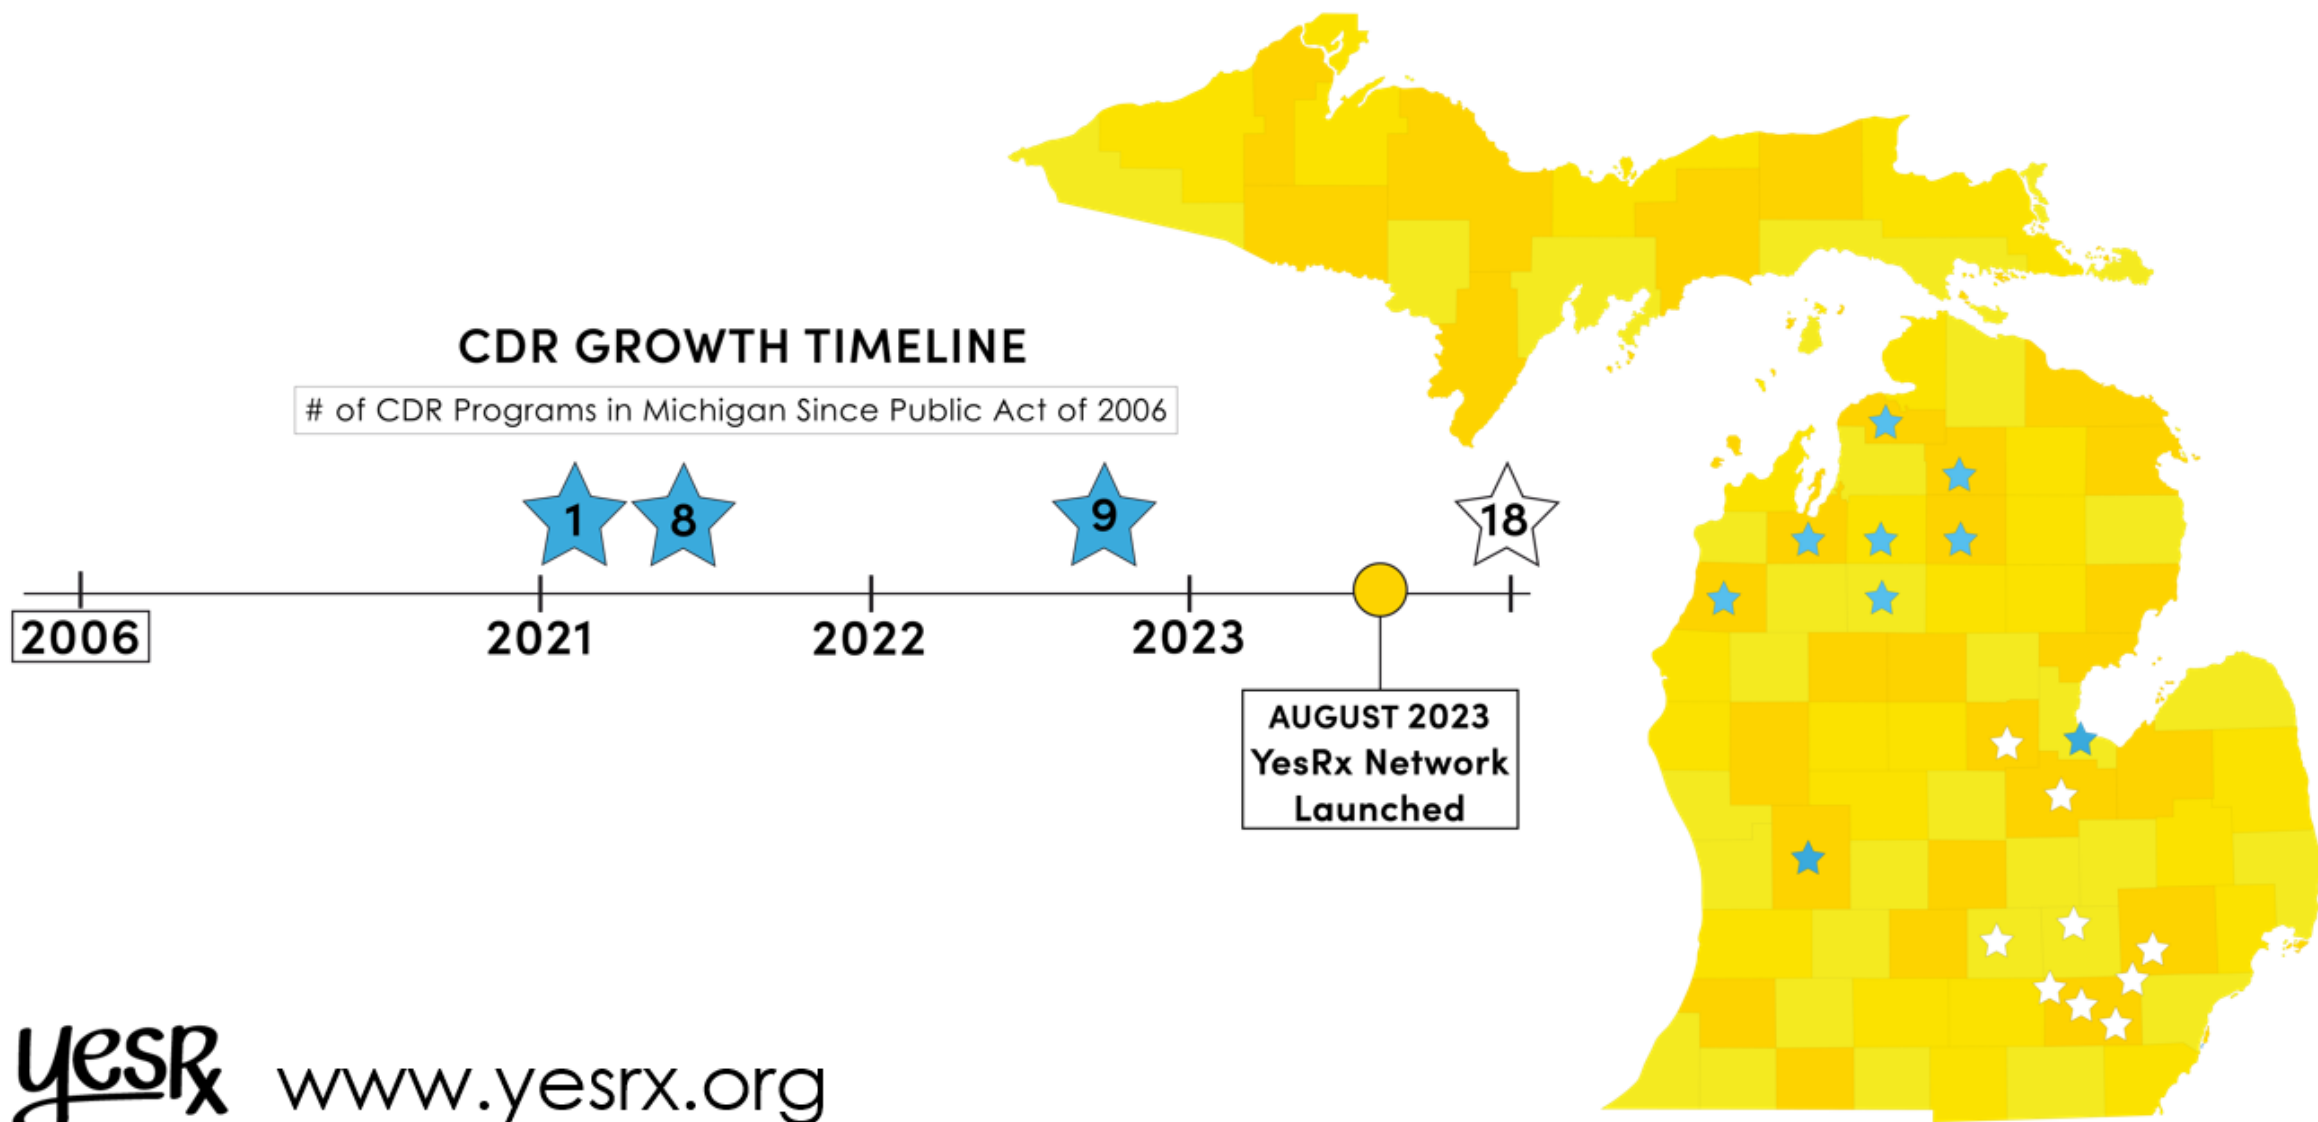 CDR GROWTH TIMELINE
# of CDR Programs in Michigan Since Public Act of 2006
1 8 9 18
2006 2021 2022 2023
AUGUST 2023
YesRx Network
Launched
yesRx www.yesrx.org